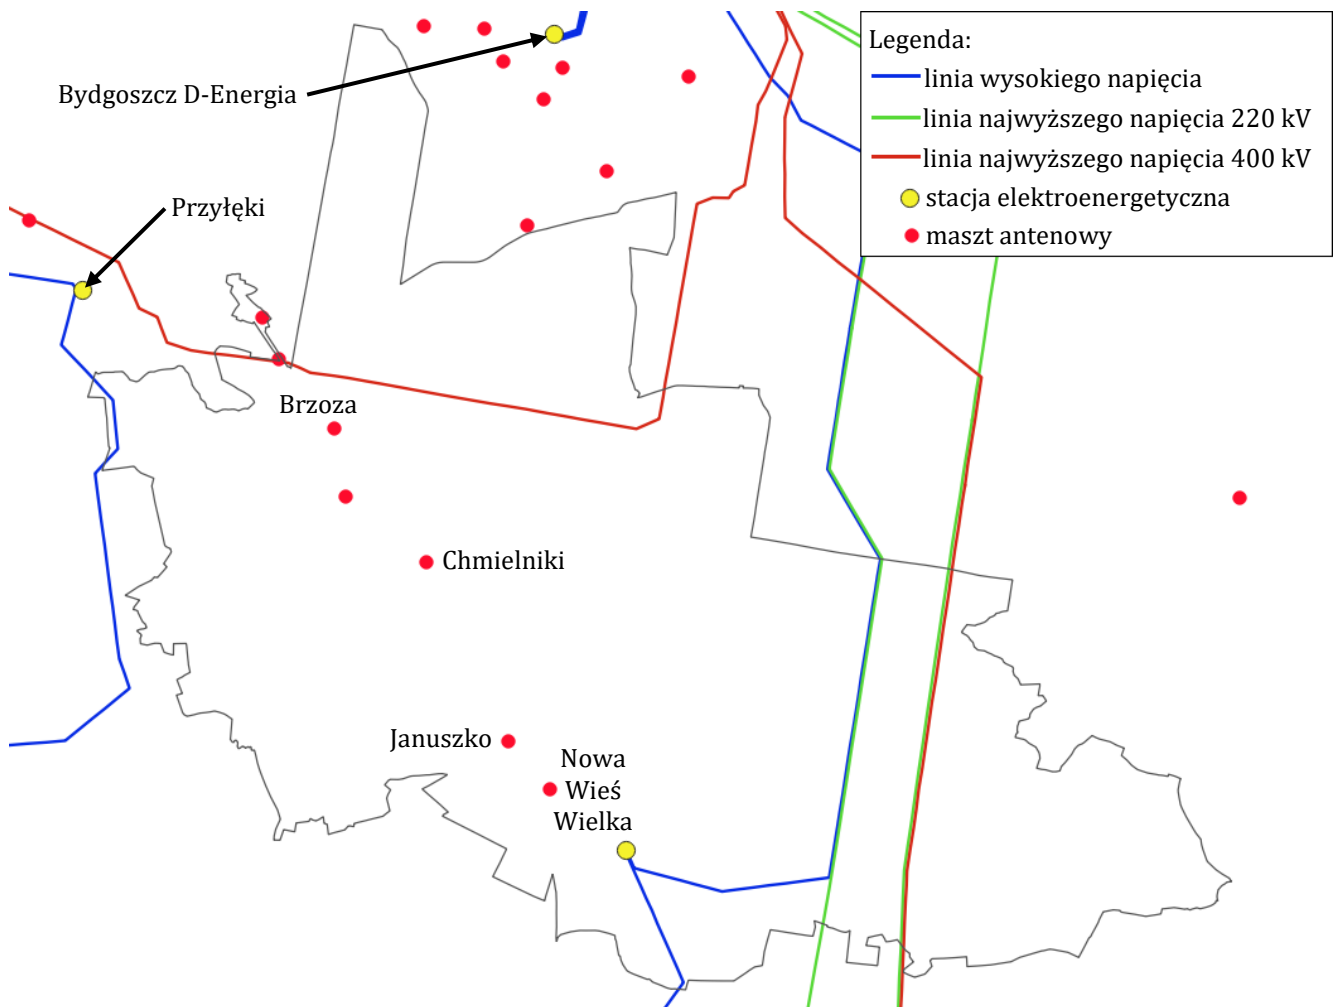 Legenda:
linia wysokiego napięcia
linia najwyższego napięcia 220 kV
linia najwyższego napięcia 400 kV
stacja elektroenergetyczna
maszt antenowy
Bydgoszcz D-Energia
Przyłęki
Brzoza
Chmielniki
Januszko
Nowa
Wieś
Wielka